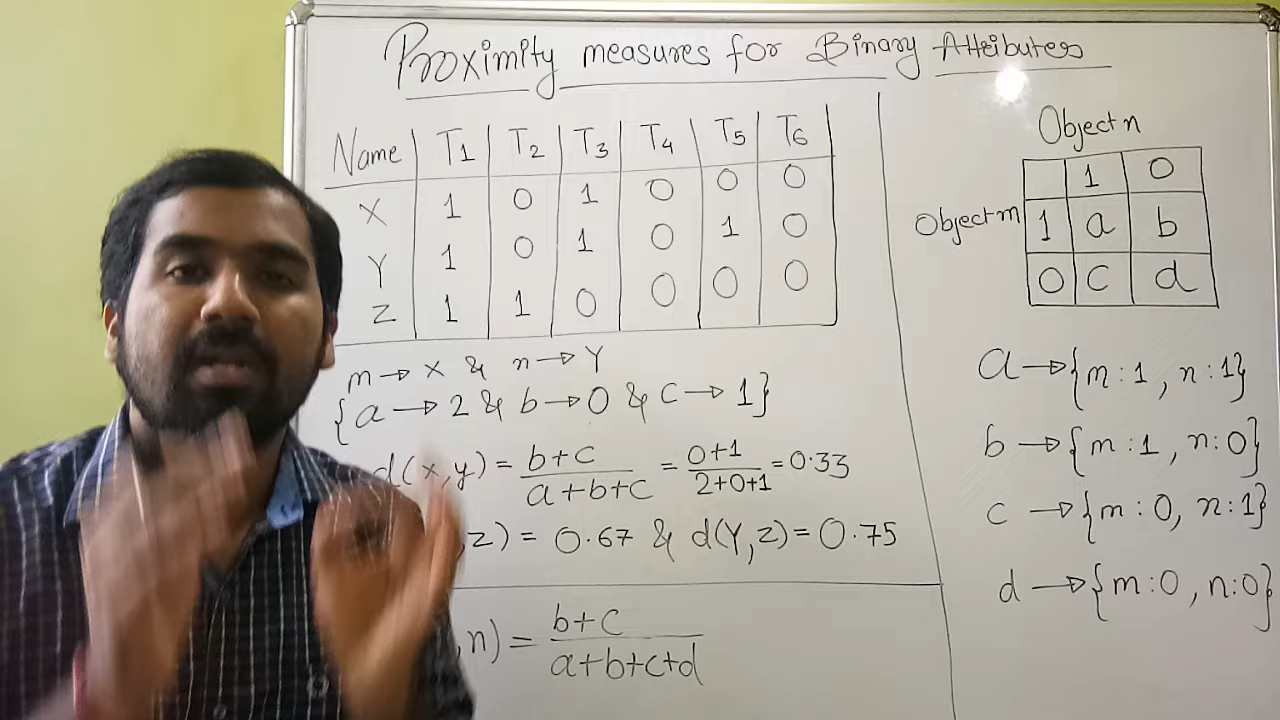 Proximity measures for Binary Attributes
Name T1 T2 T3 T4 T5 T6
X 1 0 1 0 0 0
Y 1 0 1 0 1 0
Z 1 1 0 0 0 0
m → X & n → Y
{a → 2 & b → 0 & c → 1}
d(x,y) = b+c / a+b+c = 0+1 / 2+0+1 = 0.33
,z) = 0.67 & d(Y,z) = 0.75
,n) = b+c / a+b+c+d
Object n
1 0
Object m 1 a b
0 c d
a → {m:1, n:1}
b → {m:1, n:0}
c → {m:0, n:1}
d → {m:0, n:0}